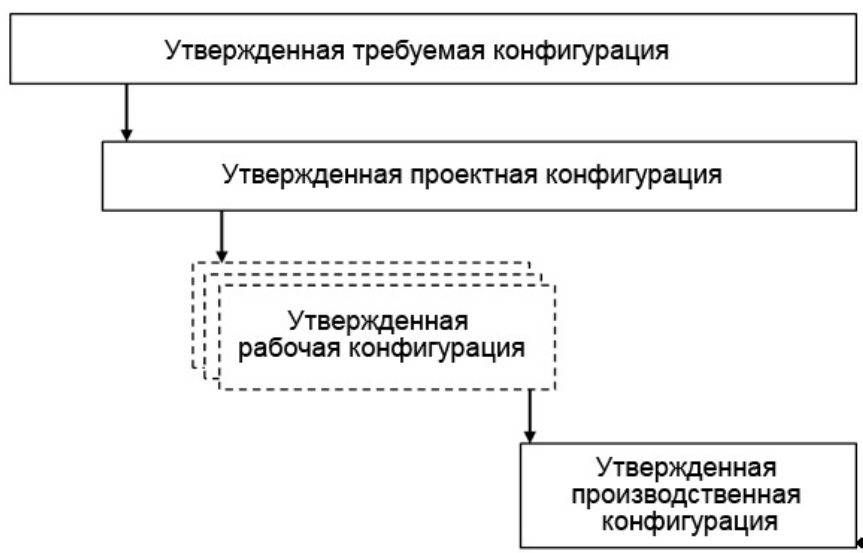 Утвержденная требуемая конфигурация
Утвержденная проектная конфигурация
Утвержденная
рабочая конфигурация
Утвержденная
производственная
конфигурация